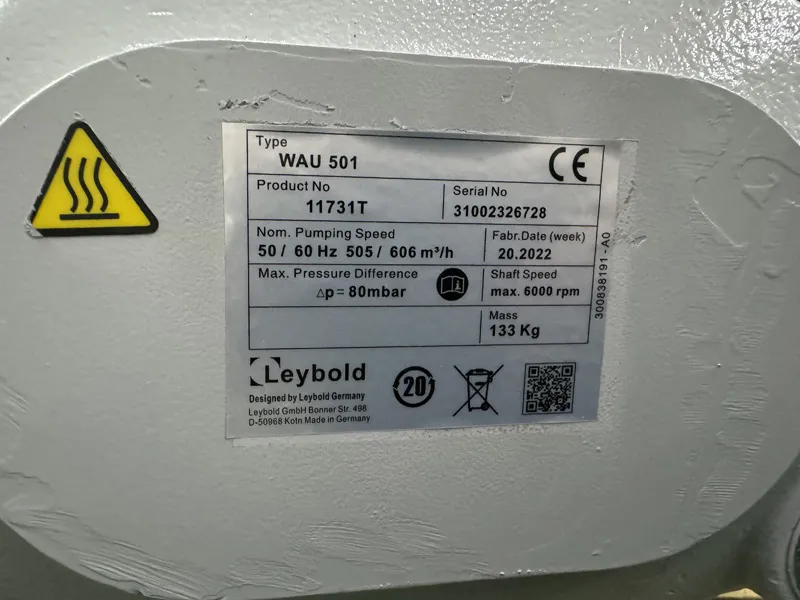 Type
WAU 501
CE
Product No
11731T
Serial No
31002326728
Nom. Pumping Speed
50 / 60 Hz 505 / 606 m³/h
Fabr.Date (week)
20.2022
Max. Pressure Difference
△p = 80mbar
Shaft Speed
max. 6000 rpm
Mass
133 Kg
300838191 - A0
Leybold
Designed by Leybold Germany
Leybold GmbH Bonner Str. 498
D-50968 Koln Made in Germany
20